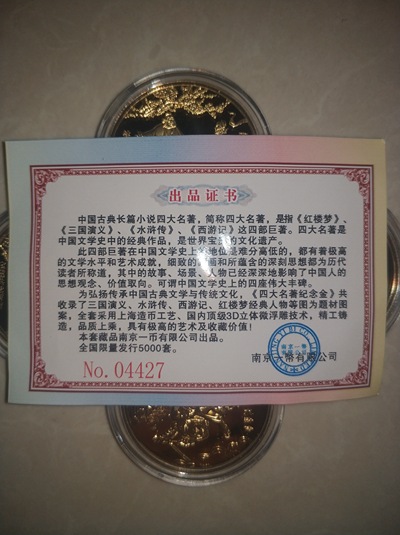 出品证书
中国古典长篇小说四大名著，简称四大名著，是指《红楼梦》、
《三国演义》、《水浒传》、《西游记》这四部巨著。四大名著是
中国文学史中的经典作品，是世界宝贵的文化遗产。
此四部巨著在中国文学史上的地位是难分高低的，都有着极高
的文学水平和艺术成就，细致的刻画和所蕴含的深刻思想都为历代
读者所称道，其中的故事、场景、人物已经深深地影响了中国人的
思想观念、价值取向。可谓中国文学史上的四座伟大丰碑。
为弘扬传承中国古典文学与传统文化，《四大名著纪念金》共
收录了三国演义、水浒传、西游记、红楼梦经典人物等图为题材图
案，全套采用上海造币工艺、国内顶级3D立体微浮雕技术，精工铸
造，品质上乘，具有极高的艺术及收藏价值！
本套藏品南京一币有限公司出品。
全国限量发行5000套。
南京一币有限公司
No.04427